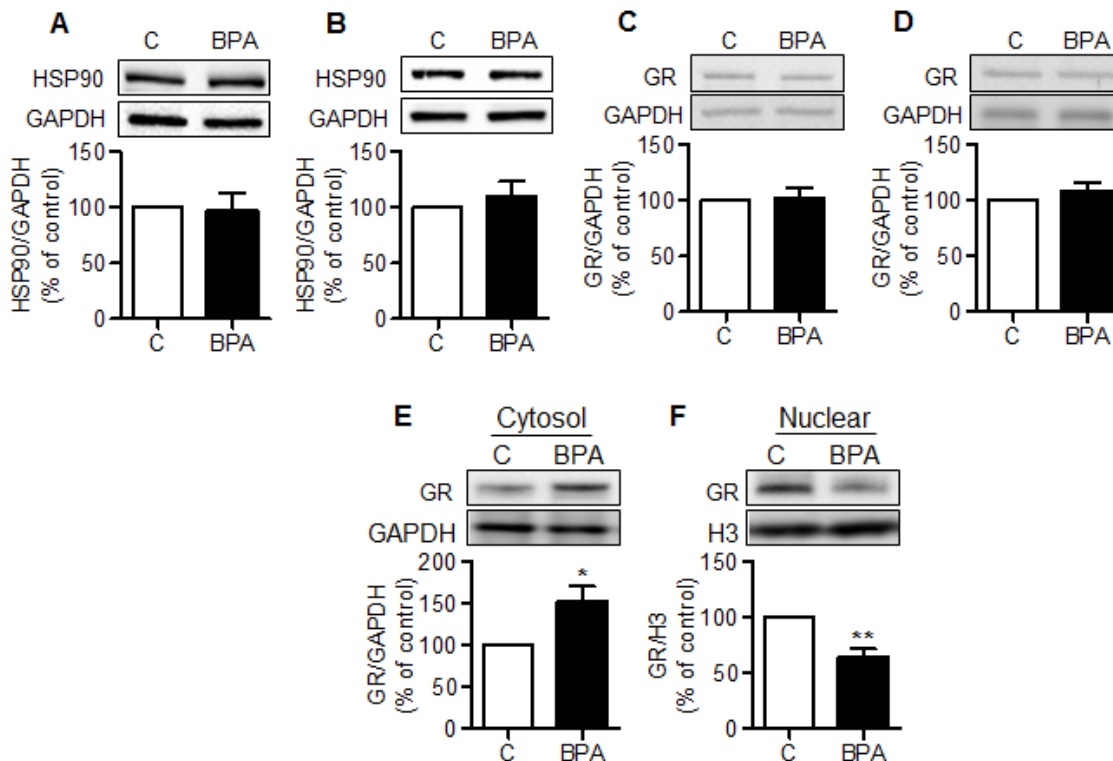 A
C BPA
HSP90
GAPDH
HSP90/GAPDH
(% of control)
150
100
50
0
C BPA
B
C BPA
HSP90
GAPDH
HSP90/GAPDH
(% of control)
150
100
50
0
C BPA
C
C BPA
GR
GAPDH
GR/GAPDH
(% of control)
150
100
50
0
C BPA
D
C BPA
GR
GAPDH
GR/GAPDH
(% of control)
150
100
50
0
C BPA
E Cytosol
C BPA
GR
GAPDH
GR/GAPDH
(% of control)
200
150
100
50
0
*
C BPA
F Nuclear
C BPA
GR
H3
GR/H3
(% of control)
150
100
50
0
**
C BPA